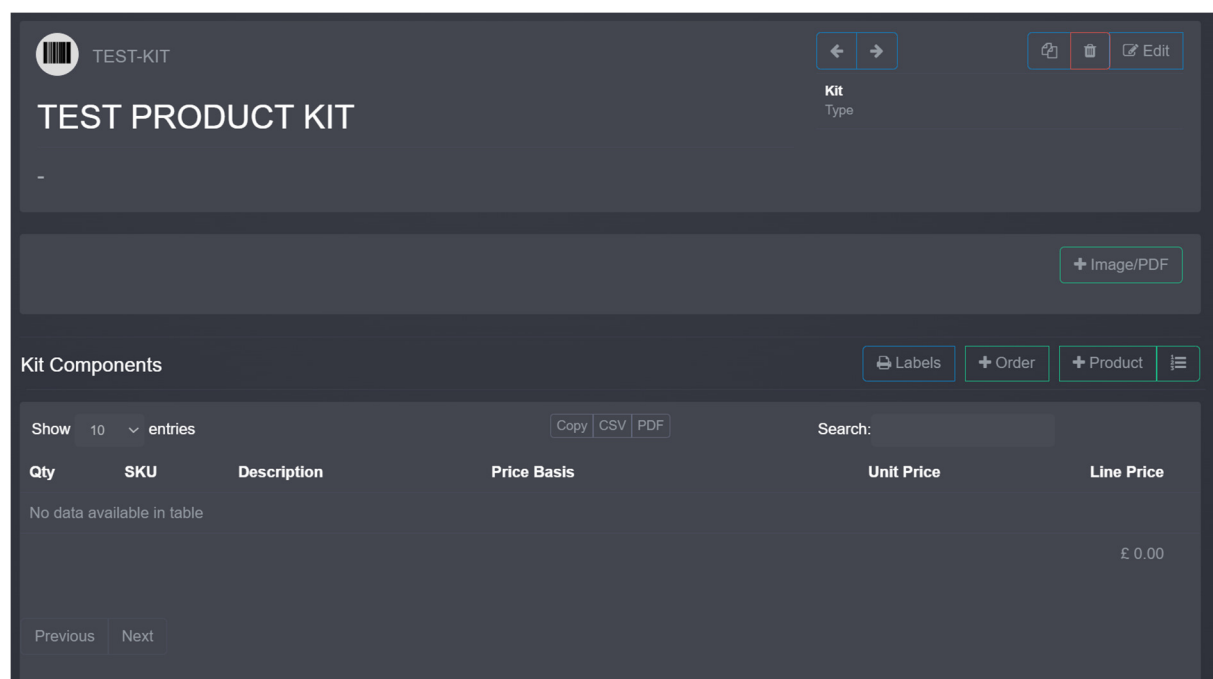 TEST-KIT
Edit
TEST PRODUCT KIT
Kit
Type
-
+ Image/PDF
Kit Components
Labels + Order + Product
Show 10 entries Copy CSV PDF Search:
Qty SKU Description Price Basis Unit Price Line Price
No data available in table
£ 0.00
Previous Next